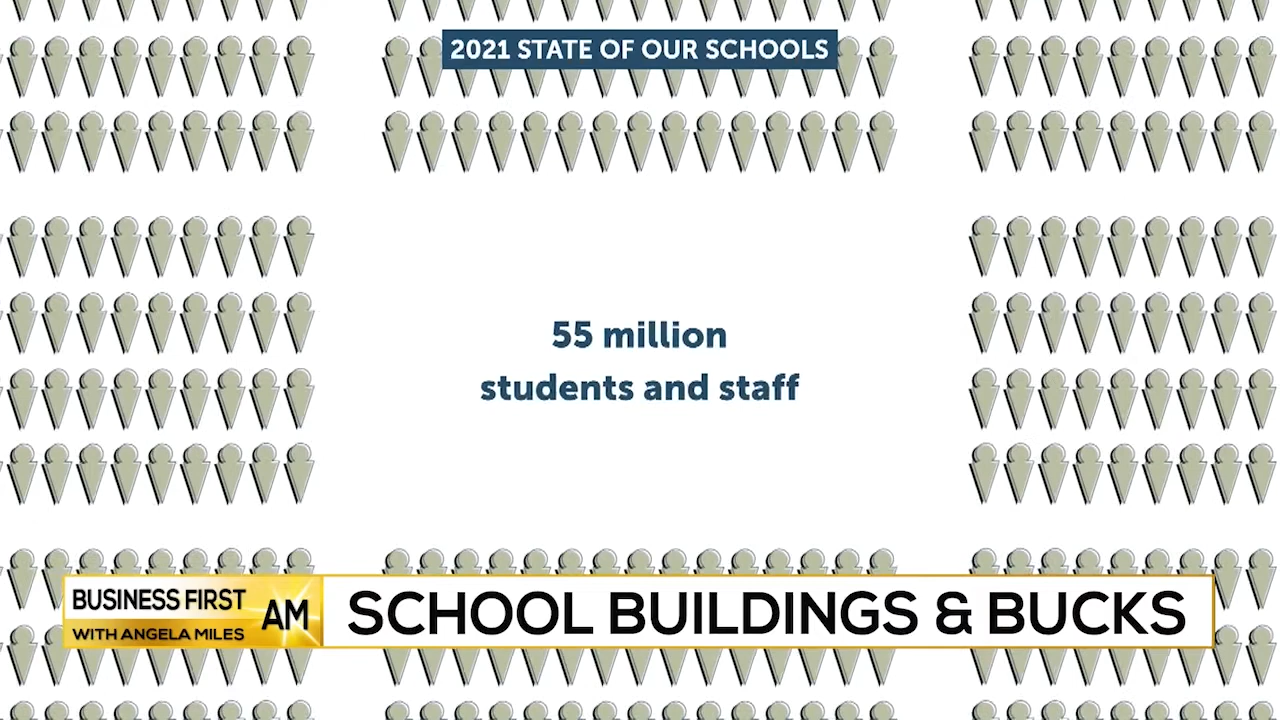 2021 STATE OF OUR SCHOOLS
55 million
students and staff
BUSINESS FIRST
WITH ANGELA MILES
AM
SCHOOL BUILDINGS & BUCKS